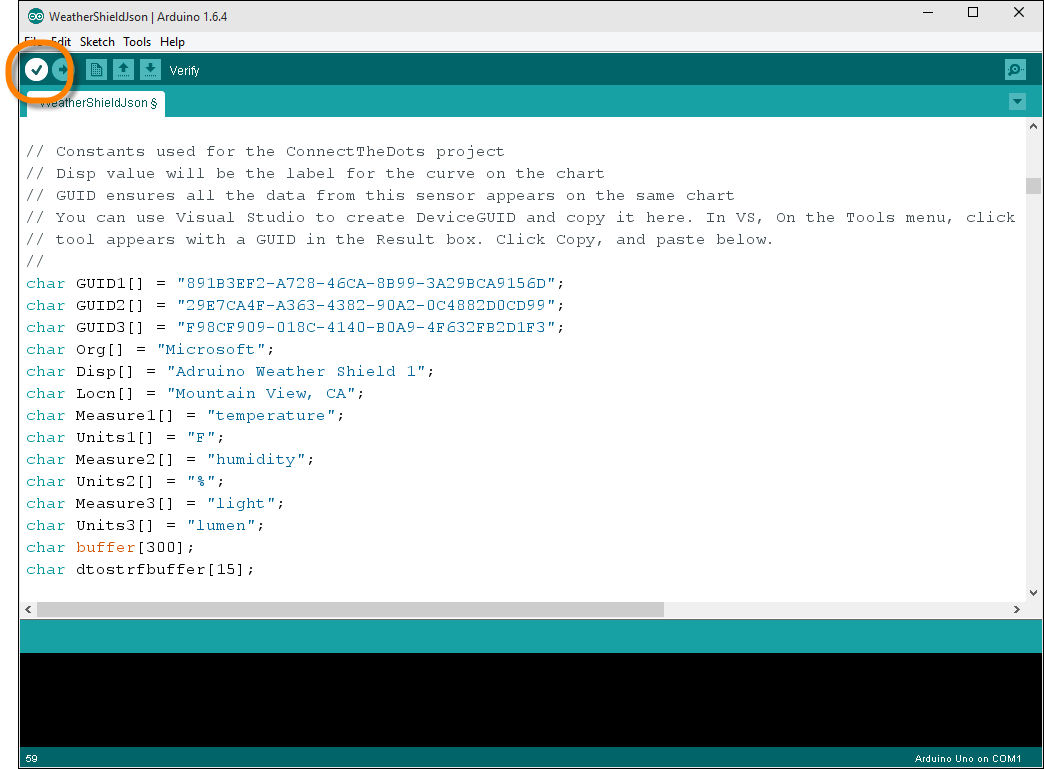 WeatherShieldJson | Arduino 1.6.4
File Edit Sketch Tools Help
Verify
WeatherShieldJson §
// Constants used for the ConnectTheDots project
// Disp value will be the label for the curve on the chart
// GUID ensures all the data from this sensor appears on the same chart
// You can use Visual Studio to create DeviceGUID and copy it here. In VS, On the Tools menu, click
// tool appears with a GUID in the Result box. Click Copy, and paste below.
//
char GUID1[] = "891B3EF2-A728-46CA-8B99-3A29BCA9156D";
char GUID2[] = "29E7CA4F-A363-4382-90A2-0C4882D0CD99";
char GUID3[] = "F98CF909-018C-4140-B0A9-4F632FB2D1F3";
char Org[] = "Microsoft";
char Disp[] = "Adruino Weather Shield 1";
char Locn[] = "Mountain View, CA";
char Measure1[] = "temperature";
char Units1[] = "F";
char Measure2[] = "humidity";
char Units2[] = "%";
char Measure3[] = "light";
char Units3[] = "lumen";
char buffer[300];
char dtostrfbuffer[15];
59
Arduino Uno on COM1